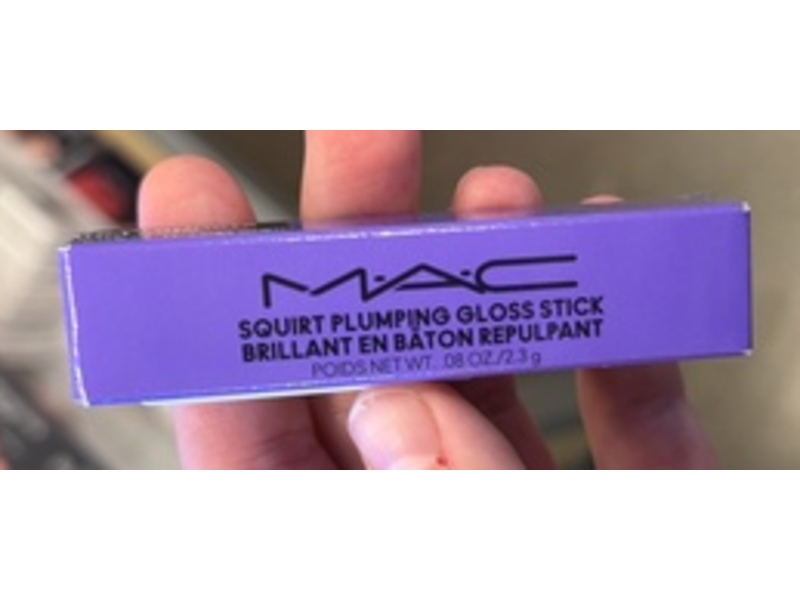 M·A·C
SQUIRT PLUMPING GLOSS STICK
BRILLANT EN BÂTON REPULPANT
POIDS NET WT. .08 OZ./2.3 g